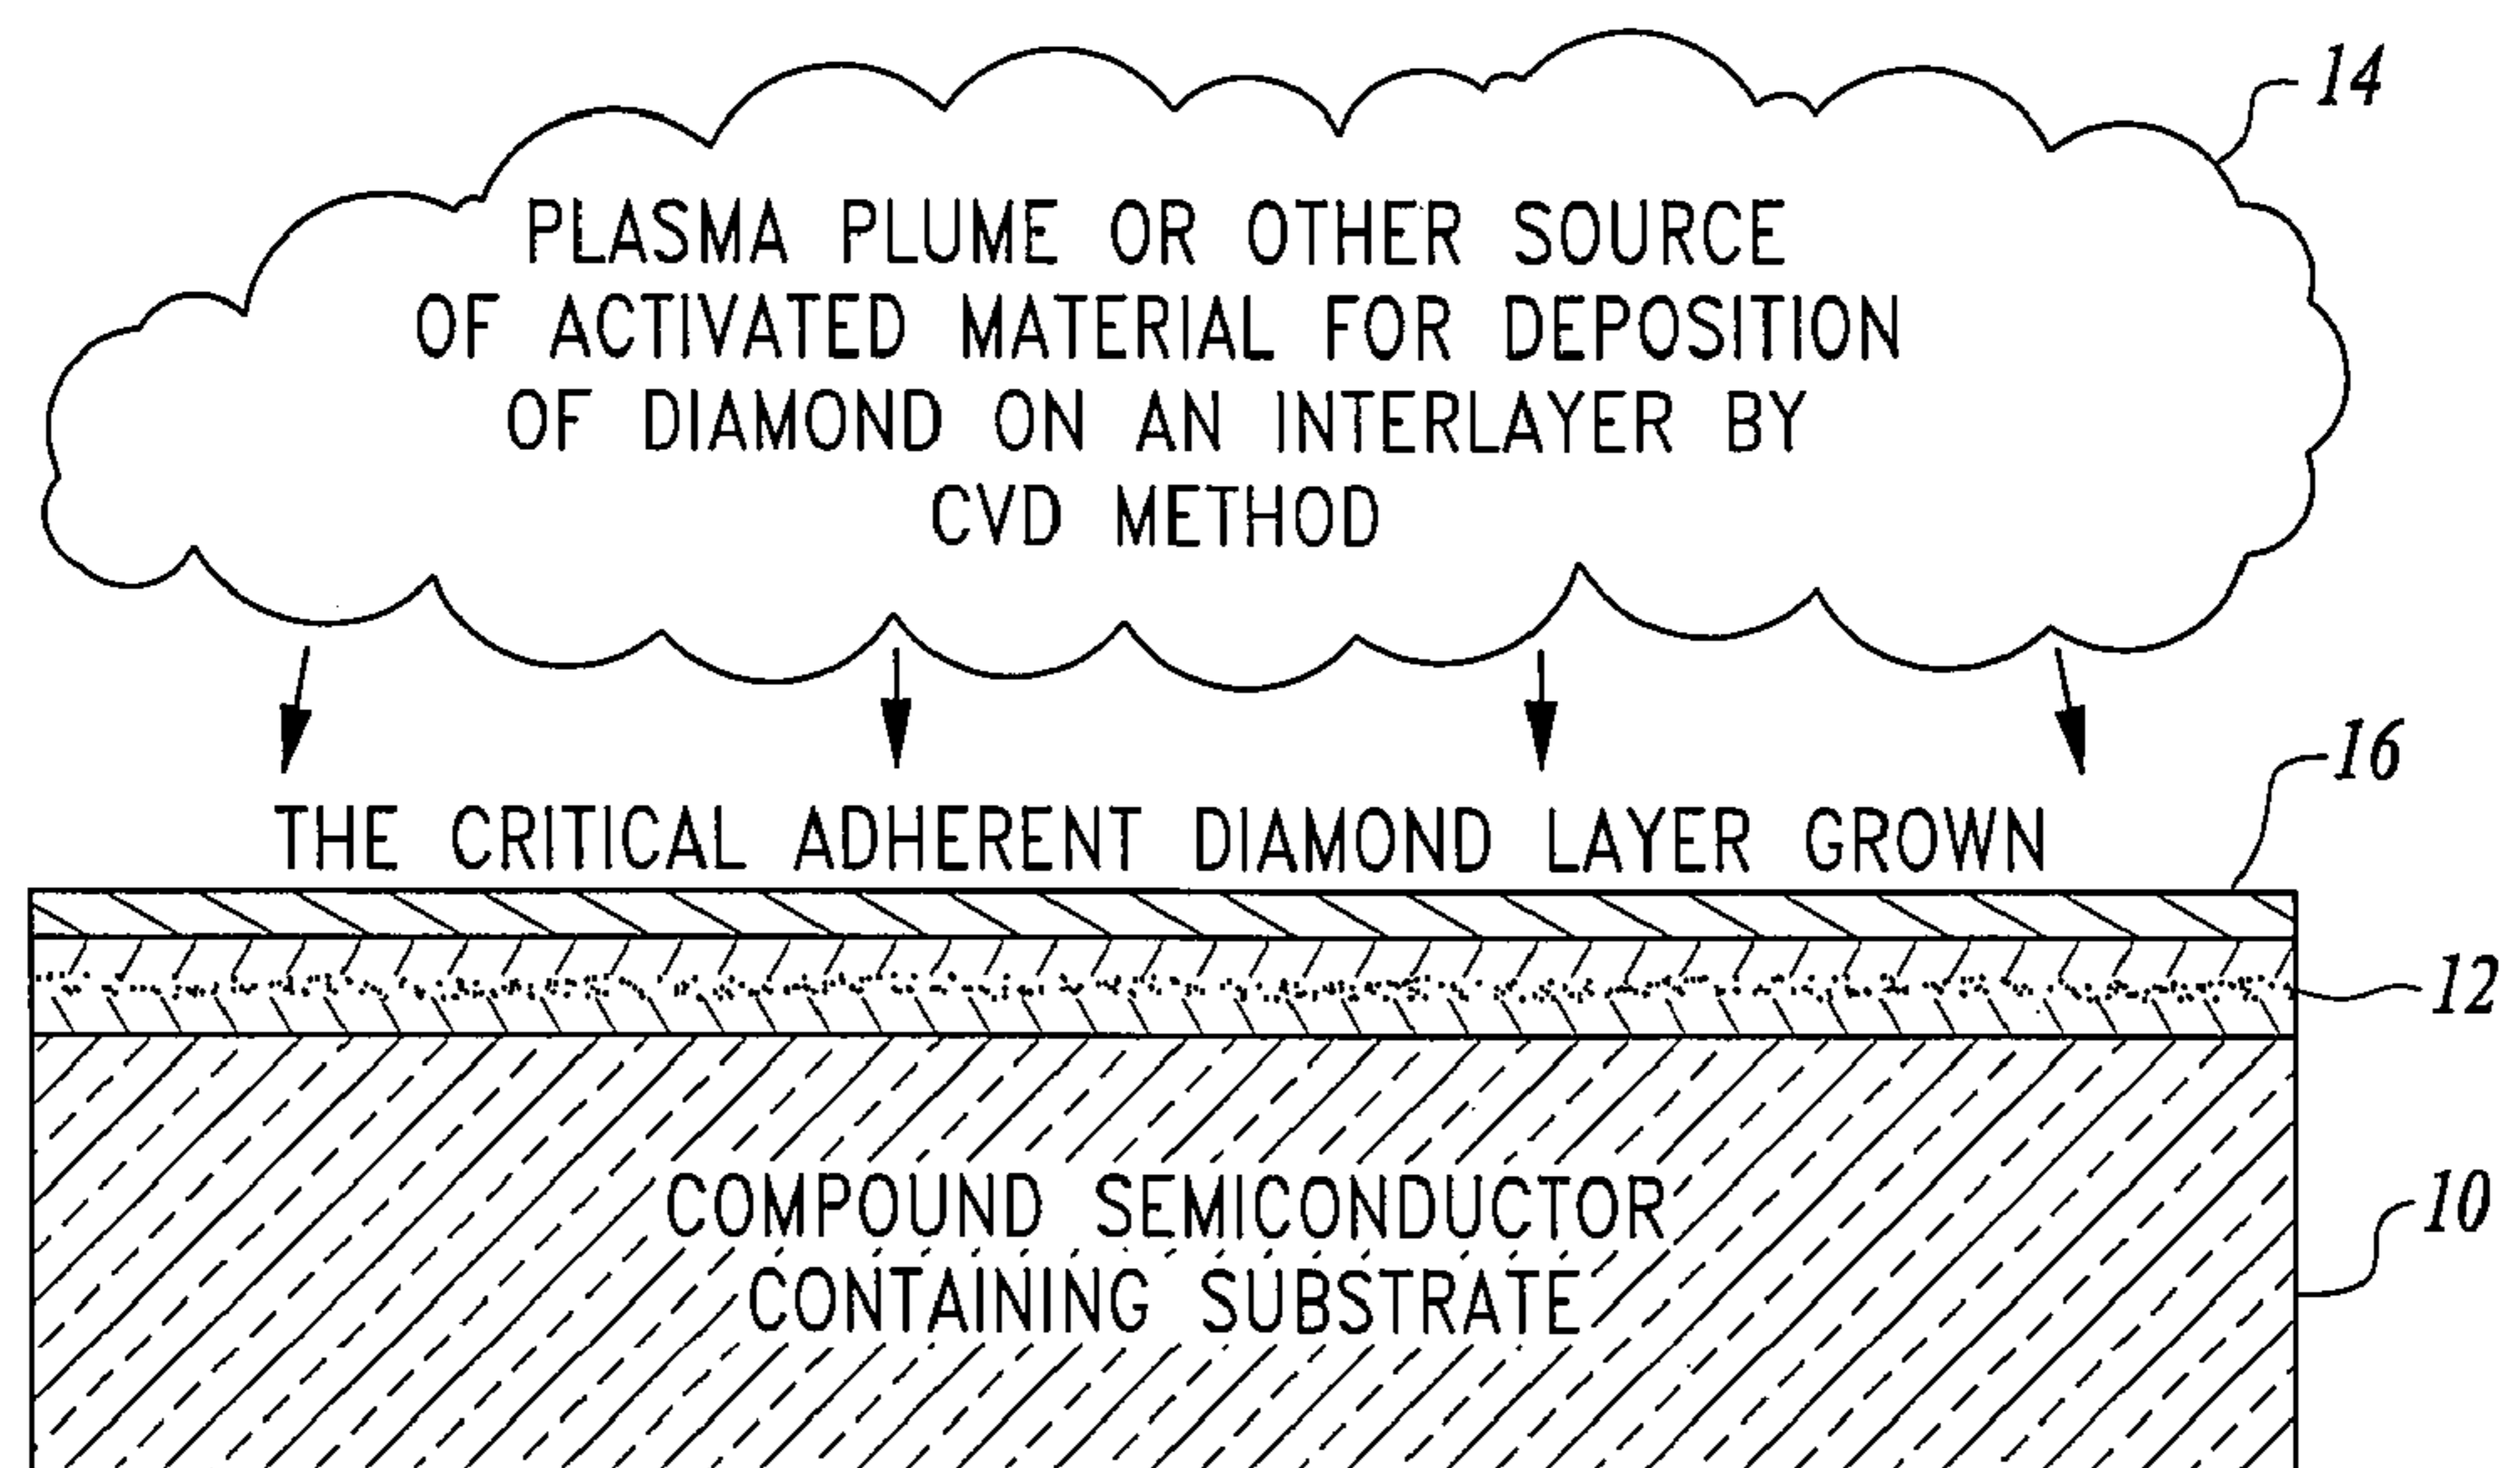 14
PLASMA PLUME OR OTHER SOURCE
OF ACTIVATED MATERIAL FOR DEPOSITION
OF DIAMOND ON AN INTERLAYER BY
CVD METHOD
16
THE CRITICAL ADHERENT DIAMOND LAYER GROWN
12
10
COMPOUND SEMICONDUCTOR
CONTAINING SUBSTRATE